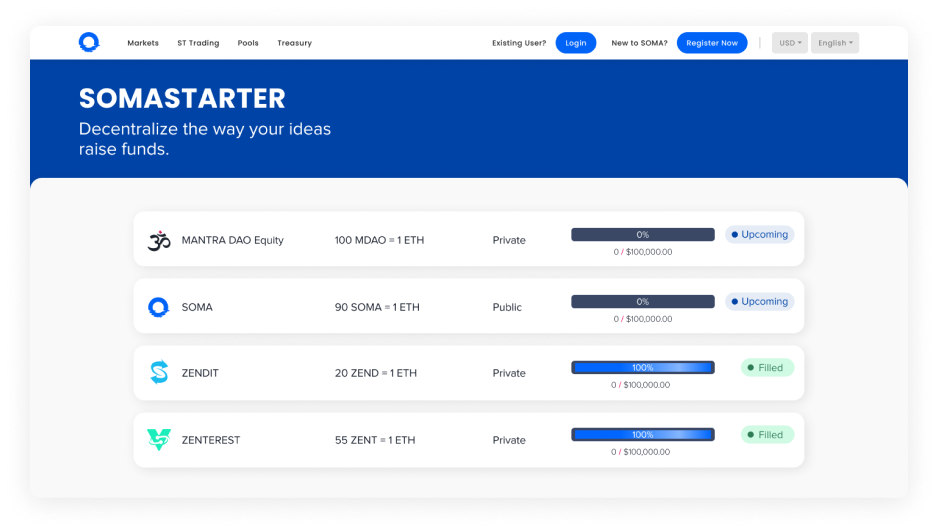 Markets ST Trading Pools Treasury Existing User? Login New to SOMA? Register Now USD English
SOMASTARTER
Decentralize the way your ideas
raise funds.
MANTRA DAO Equity 100 MDAO = 1 ETH Private 0% Upcoming
0 / $100,000.00
SOMA 90 SOMA = 1 ETH Public 0% Upcoming
0 / $100,000.00
ZENDIT 20 ZEND = 1 ETH Private 100% Filled
0 / $100,000.00
ZENTEREST 55 ZENT = 1 ETH Private 100% Filled
0 / $100,000.00